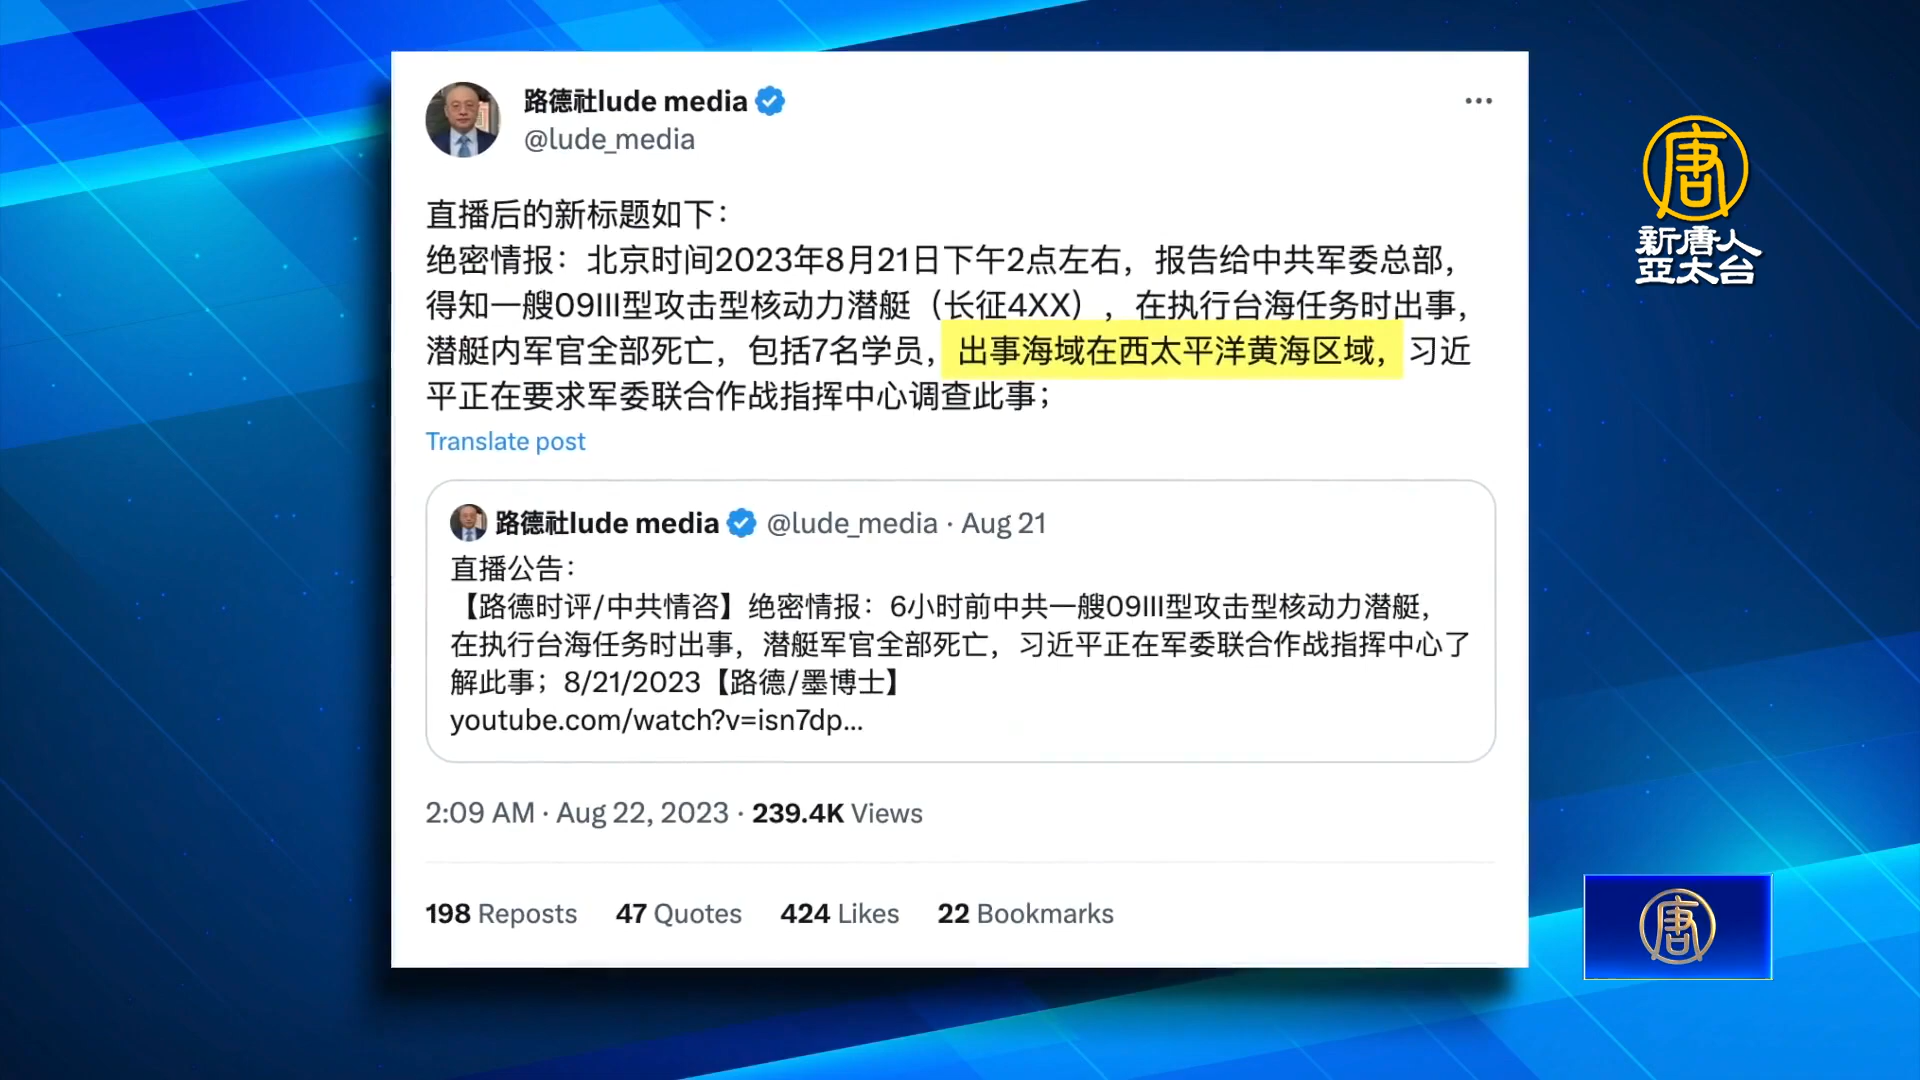 路德社lude media
@lude_media
直播后的新标题如下：
绝密情报：北京时间2023年8月21日下午2点左右，报告给中共军委总部，
得知一艘09III型攻击型核动力潜艇（长征4XX），在执行台海任务时出事，
潜艇内军官全部死亡，包括7名学员，出事海域在西太平洋黄海区域，习近
平正在要求军委联合作战指挥中心调查此事；
Translate post
路德社lude media @lude_media · Aug 21
直播公告：
【路德时评/中共情咨】绝密情报：6小时前中共一艘09III型攻击型核动力潜艇，
在执行台海任务时出事，潜艇军官全部死亡，习近平正在军委联合作战指挥中心了
解此事；8/21/2023【路德/墨博士】
youtube.com/watch?v=isn7dp...
2:09 AM · Aug 22, 2023 · 239.4K Views
198 Reposts 47 Quotes 424 Likes 22 Bookmarks
唐
新唐人
亞太台
唐